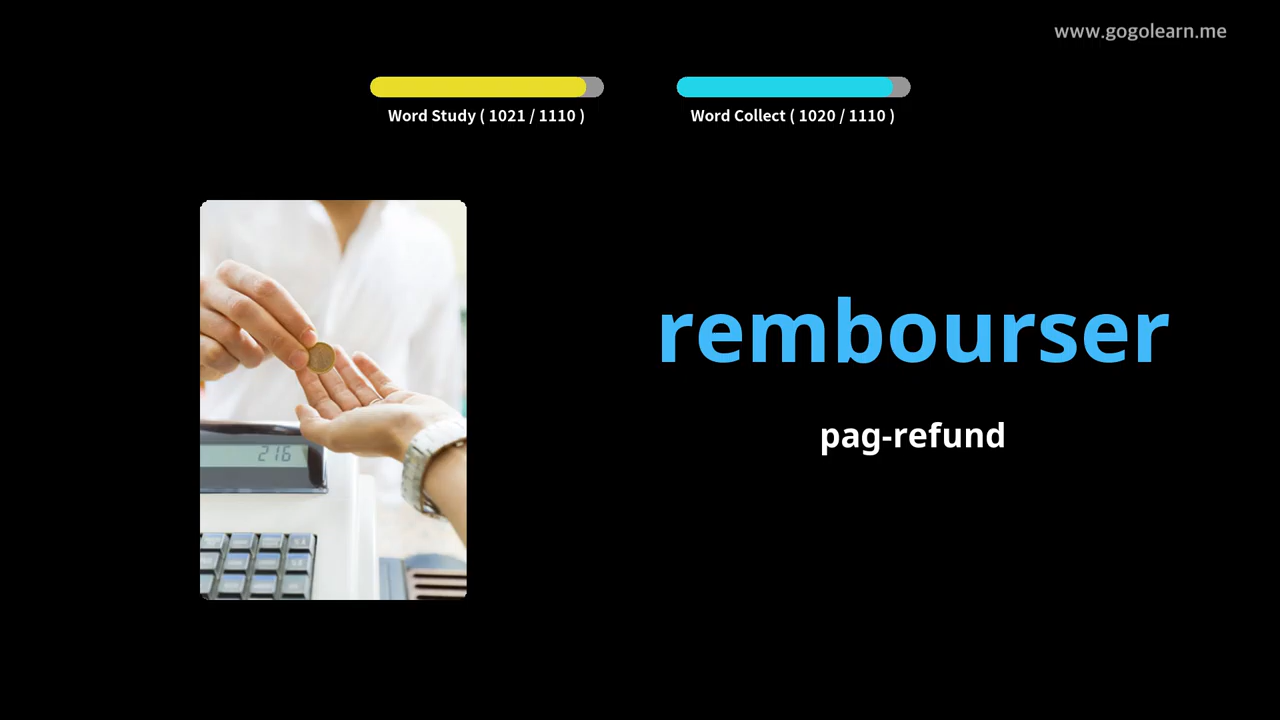 www.gogolearn.me
Word Study ( 1021 / 1110 )
Word Collect ( 1020 / 1110 )
rembourser
pag-refund
216